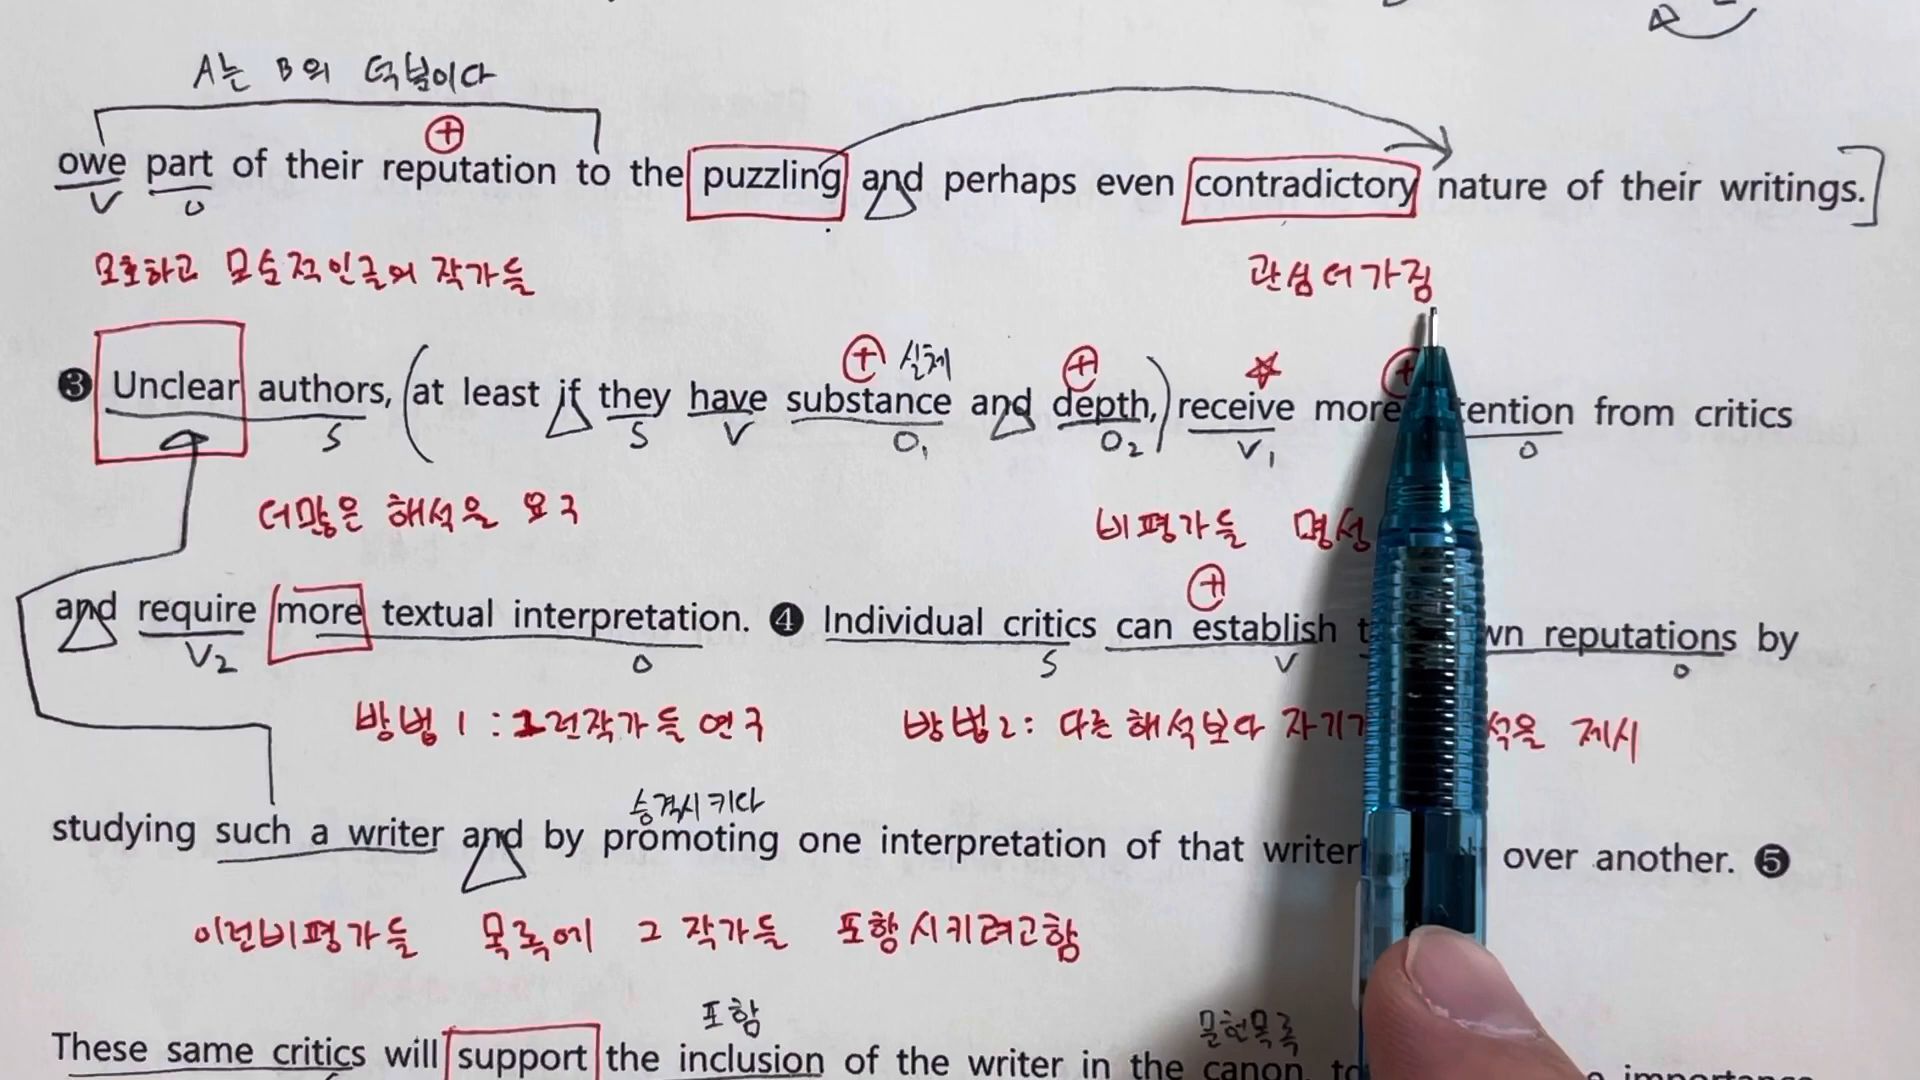 A는 B의 덕분이다
owe part of their reputation to the puzzling and perhaps even contradictory nature of their writings.
V O
모호하고 모순적인글의 작가들 관심더가짐
실제
❸ Unclear authors, (at least if they have substance and depth,) receive more tention from critics
S S V O₁ O₂ V₁ O
더많은 해석을 요구 비평가들 명성
and require more textual interpretation. ❹ Individual critics can establish wn reputations by
V₂ O S V O
방법1: 그런작가들 연구 방법2: 다른해석보다 자기 석을 제시
승격시키다
studying such a writer and by promoting one interpretation of that writer over another. ❺
이런비평가들 목록에 그 작가들 포함시키려고함
포함 문헌목록
These same critics will support the inclusion of the writer in the canon, to importance